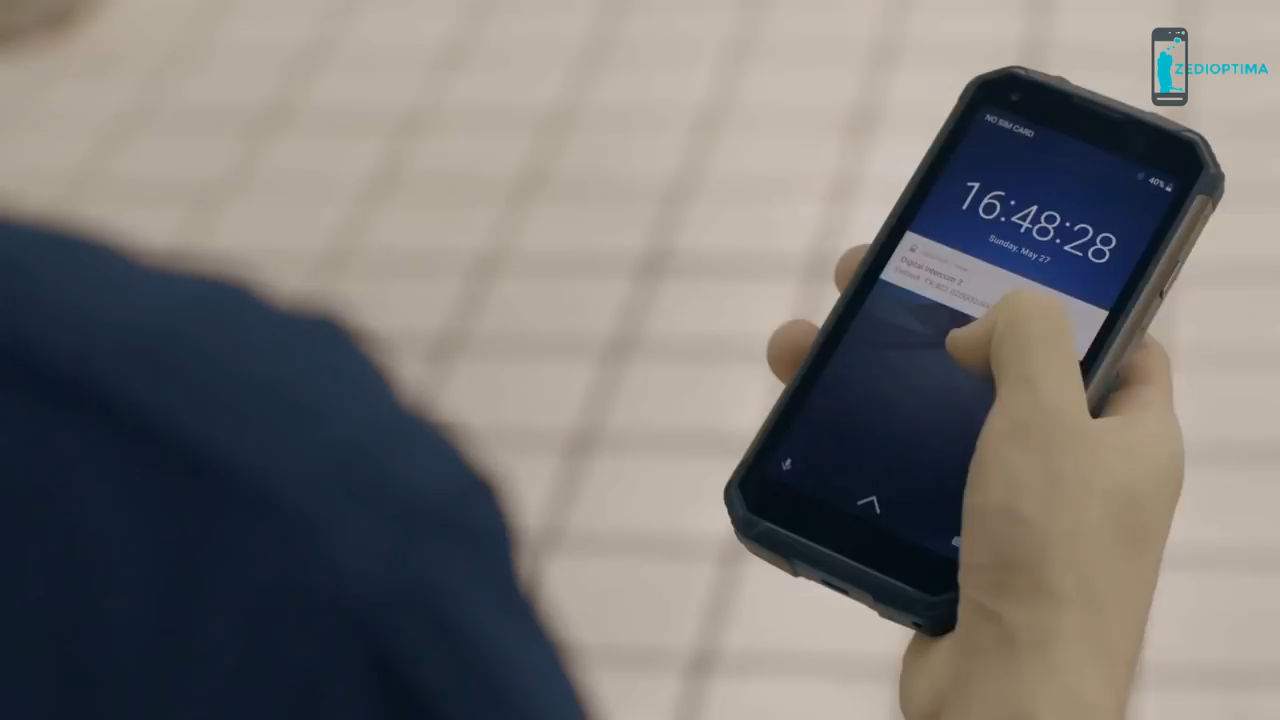 ZEDIOPTIMA
NO SIM CARD
40%
16:48:28
Sunday, May 27
Digital Intercom 2